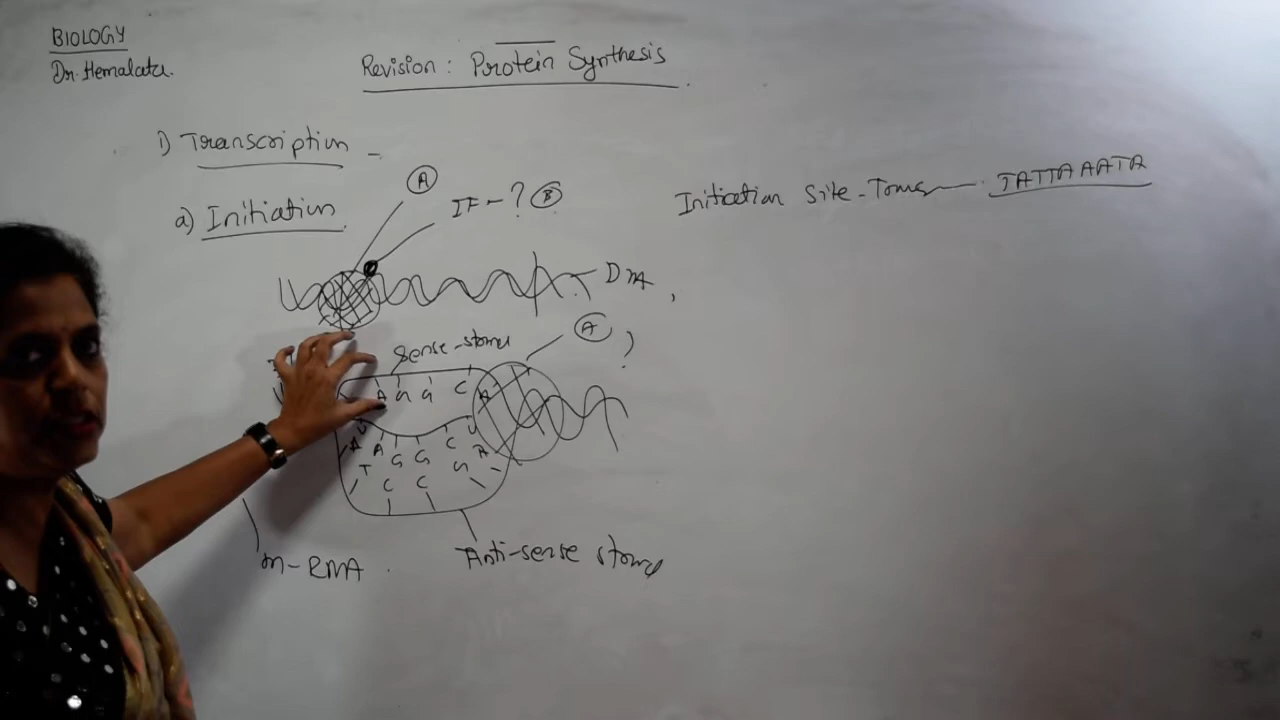 BIOLOGY
Dr. Hemalata.
Revision : Protein Synthesis
1) Transcription -
a) Initiation
A
IF - ? B
Initiation Site - TATTAAATA
DNA
Sense-strand
A
?
A G G C A
U U
A A G G C A
T C C G
m-RNA
Anti-sense strand